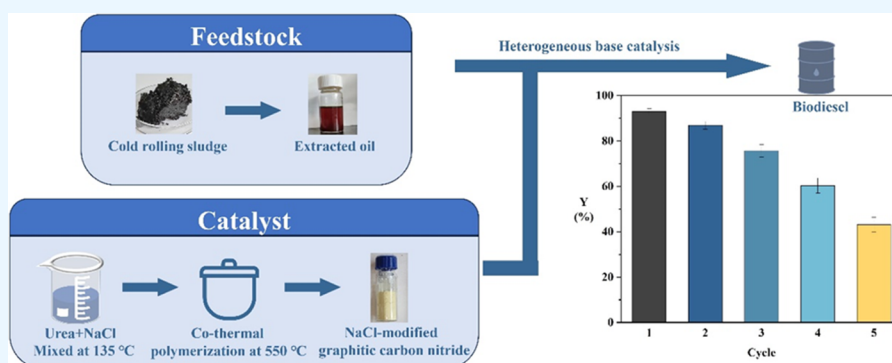 Feedstock
Cold rolling sludge
Extracted oil
Catalyst
Urea+NaCl
Mixed at 135 °C
Co-thermal
polymerization at 550 °C
NaCl-modified
graphitic carbon nitride
Heterogeneous base catalysis
Biodiesel
100
80
60
40
20
0
Y
(%)
1 2 3 4 5
Cycle